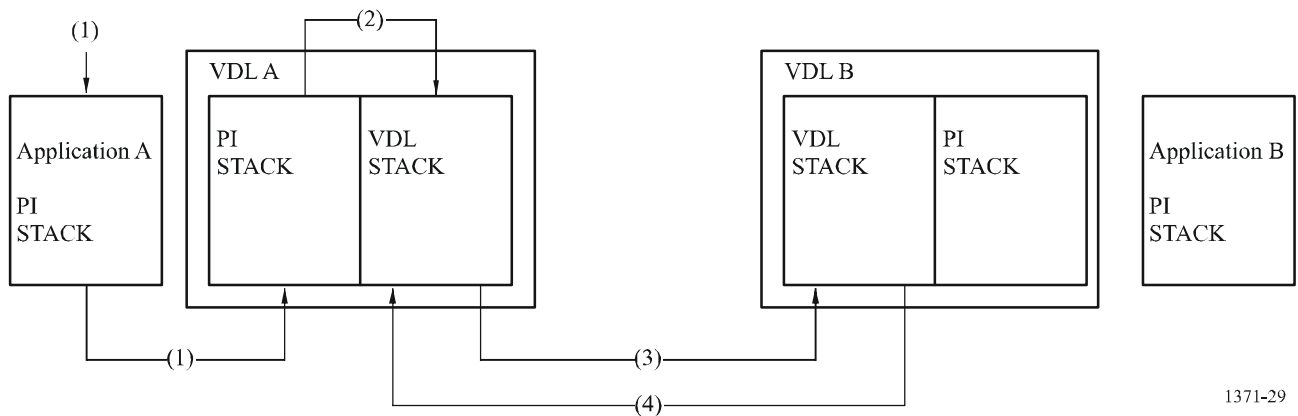 (1)
(2)
VDL A
VDL B
Application A
PI
STACK
PI
STACK
VDL
STACK
VDL
STACK
PI
STACK
Application B
PI
STACK
(1)
(3)
(4)
1371-29